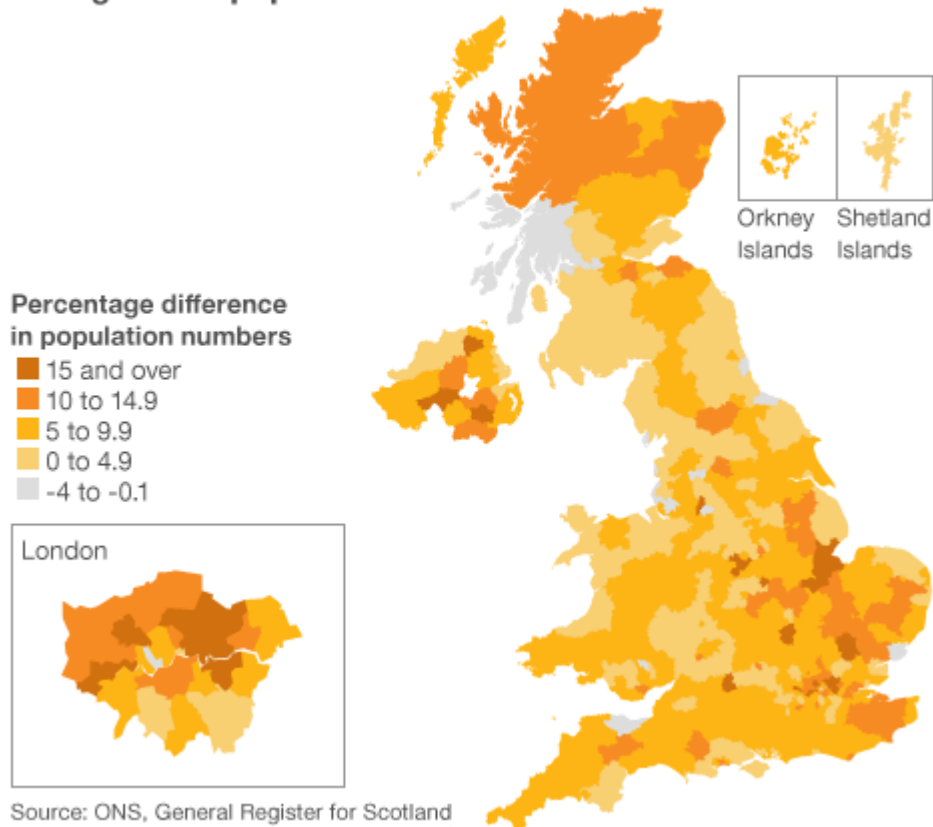 Orkney
Islands
Shetland
Islands
Percentage difference
in population numbers
15 and over
10 to 14.9
5 to 9.9
0 to 4.9
-4 to -0.1
London
Source: ONS, General Register for Scotland